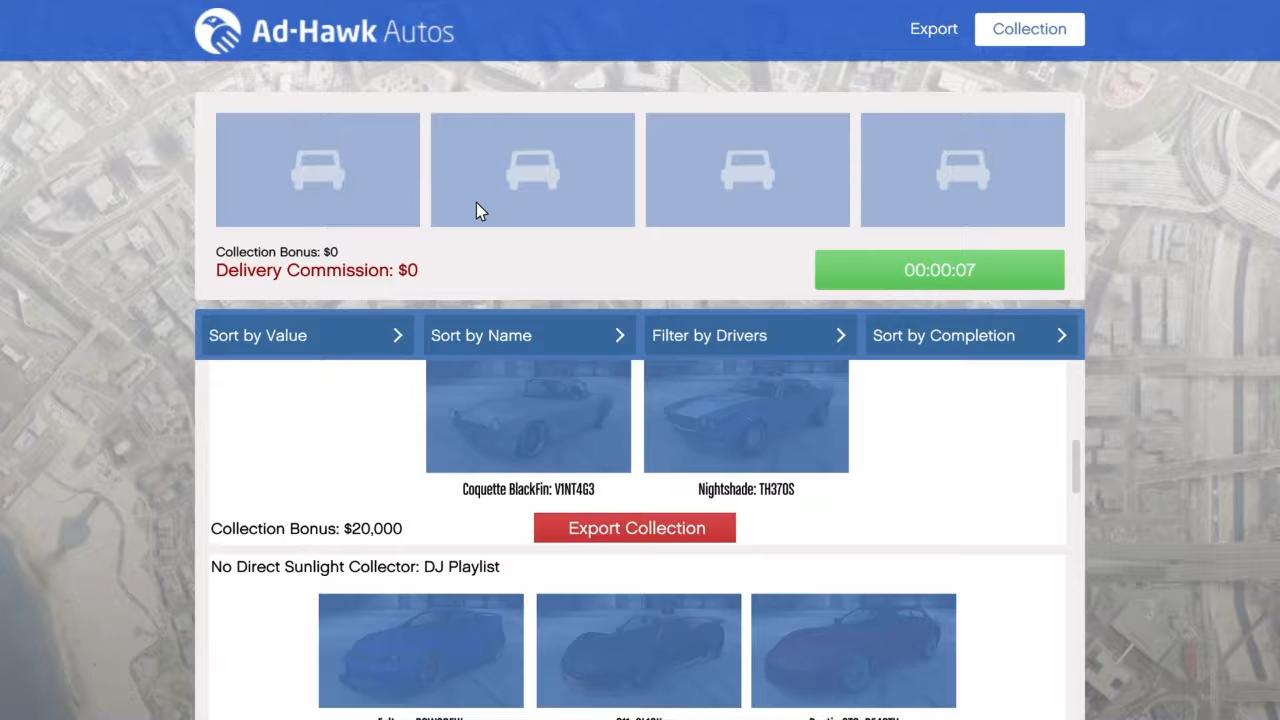 Ad-Hawk Autos
Export
Collection
Collection Bonus: $0
Delivery Commission: $0
00:00:07
Sort by Value
Sort by Name
Filter by Drivers
Sort by Completion
Coquette BlackFin: V1NT4G3
Nightshade: TH370S
Collection Bonus: $20,000
Export Collection
No Direct Sunlight Collector: DJ Playlist